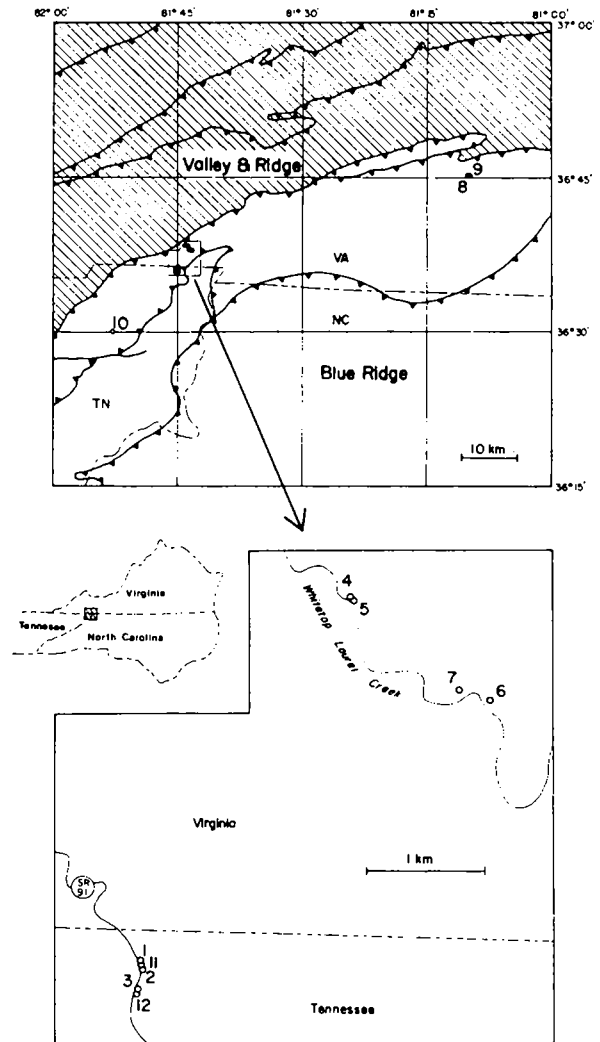 82°00'
81°45'
81°30'
81°15'
81°00'
37°00'
Valley & Ridge
36°45'
9
8
VA
NC
10
36°30'
Blue Ridge
TN
10 km
36°15'
Virginia
Tennessee
North Carolina
4
5
Whitetop Laurel Creek
7
6
Virginia
1 km
SR
91
1
11
2
3
12
Tennessee